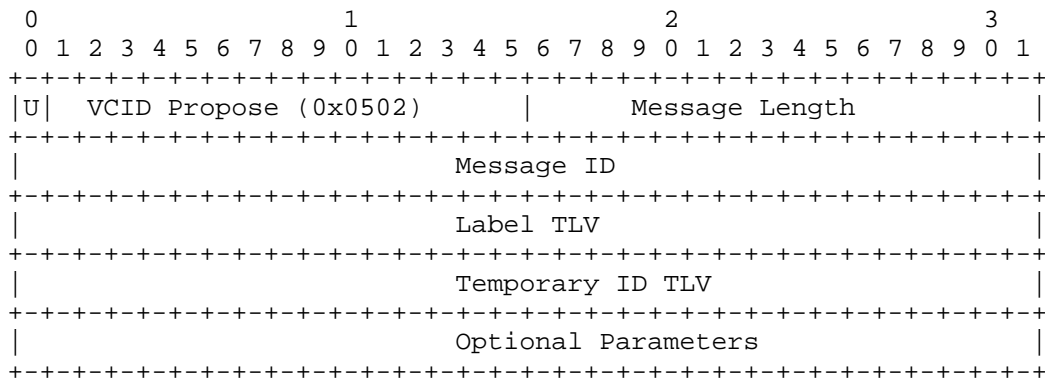 0                   1                   2                   3
 0 1 2 3 4 5 6 7 8 9 0 1 2 3 4 5 6 7 8 9 0 1 2 3 4 5 6 7 8 9 0 1
+-+-+-+-+-+-+-+-+-+-+-+-+-+-+-+-+-+-+-+-+-+-+-+-+-+-+-+-+-+-+-+-+
|U|  VCID Propose (0x0502)      |      Message Length           |
+-+-+-+-+-+-+-+-+-+-+-+-+-+-+-+-+-+-+-+-+-+-+-+-+-+-+-+-+-+-+-+-+
|                           Message ID                          |
+-+-+-+-+-+-+-+-+-+-+-+-+-+-+-+-+-+-+-+-+-+-+-+-+-+-+-+-+-+-+-+-+
|                           Label TLV                           |
+-+-+-+-+-+-+-+-+-+-+-+-+-+-+-+-+-+-+-+-+-+-+-+-+-+-+-+-+-+-+-+-+
|                           Temporary ID TLV                    |
+-+-+-+-+-+-+-+-+-+-+-+-+-+-+-+-+-+-+-+-+-+-+-+-+-+-+-+-+-+-+-+-+
|                           Optional Parameters                 |
+-+-+-+-+-+-+-+-+-+-+-+-+-+-+-+-+-+-+-+-+-+-+-+-+-+-+-+-+-+-+-+-+